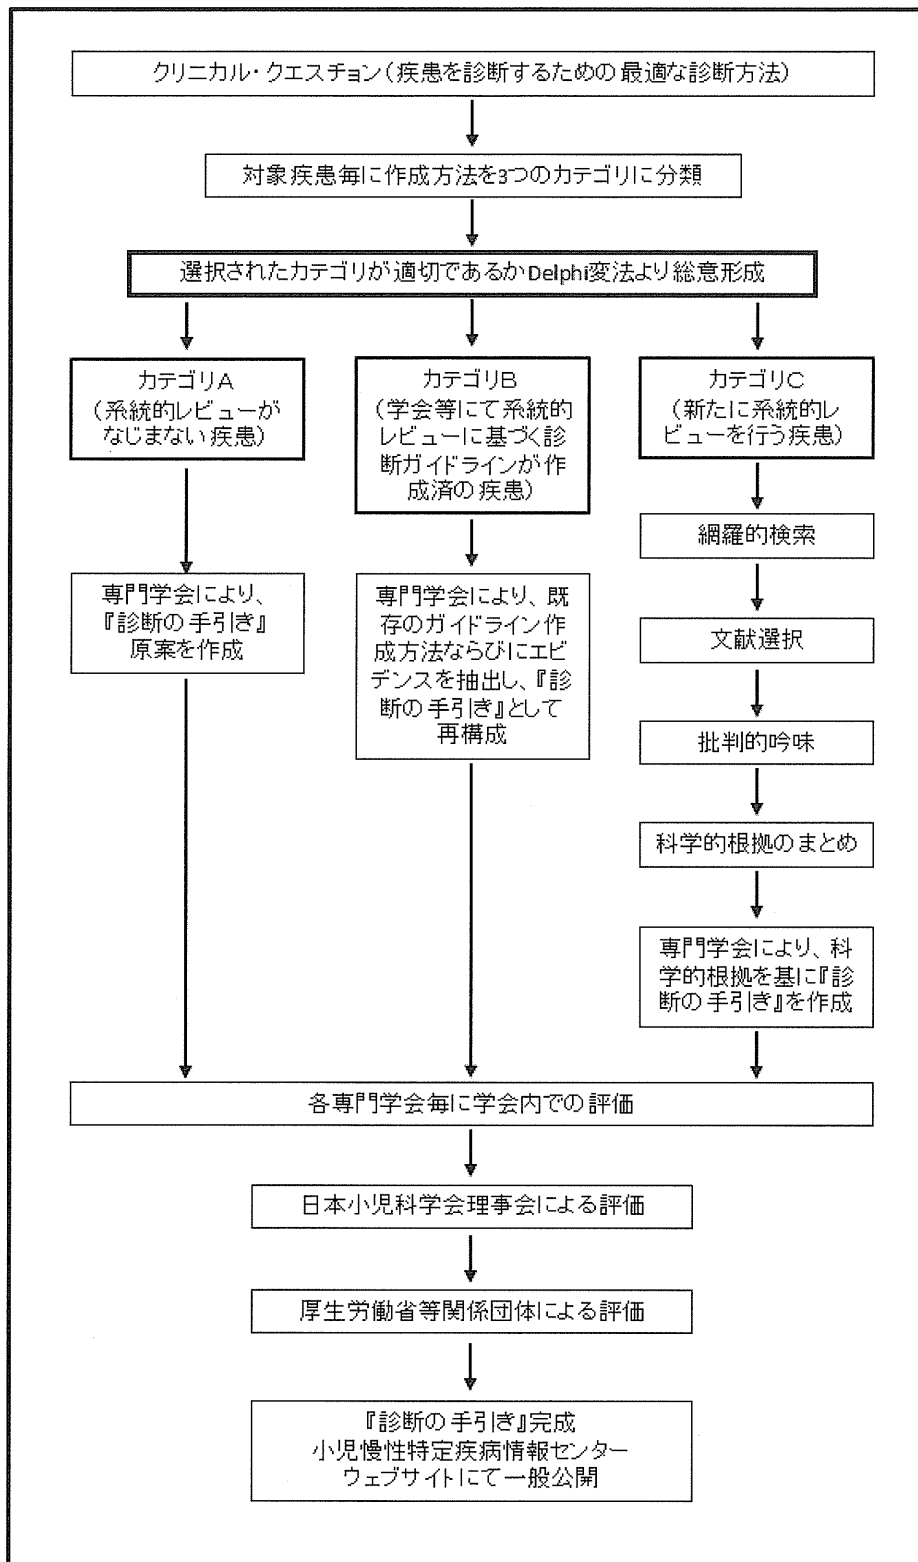 クリニカル・クエスチョン（疾患を診断するための最適な診断方法）
対象疾患毎に作成方法を3つのカテゴリに分類
選択されたカテゴリが適切であるかDelphi変法より総意形成
カテゴリA
（系統的レビューが
なじまない疾患）
カテゴリB
（学会等にて系統的
レビューに基づく診
断ガイドラインが作
成済の疾患）
カテゴリC
（新たに系統的レ
ビューを行う疾患）
網羅的検索
専門学会により、
『診断の手引き』
原案を作成
専門学会により、既
存のガイドライン作
成方法ならびにエビ
デンスを抽出し、『診
断の手引き』として
再構成
文献選択
批判的吟味
科学的根拠のまとめ
専門学会により、科
学的根拠を基に『診
断の手引き』を作成
各専門学会毎に学会内での評価
日本小児科学会理事会による評価
厚生労働省等関係団体による評価
『診断の手引き』完成
小児慢性特定疾病情報センター
ウェブサイトにて一般公開